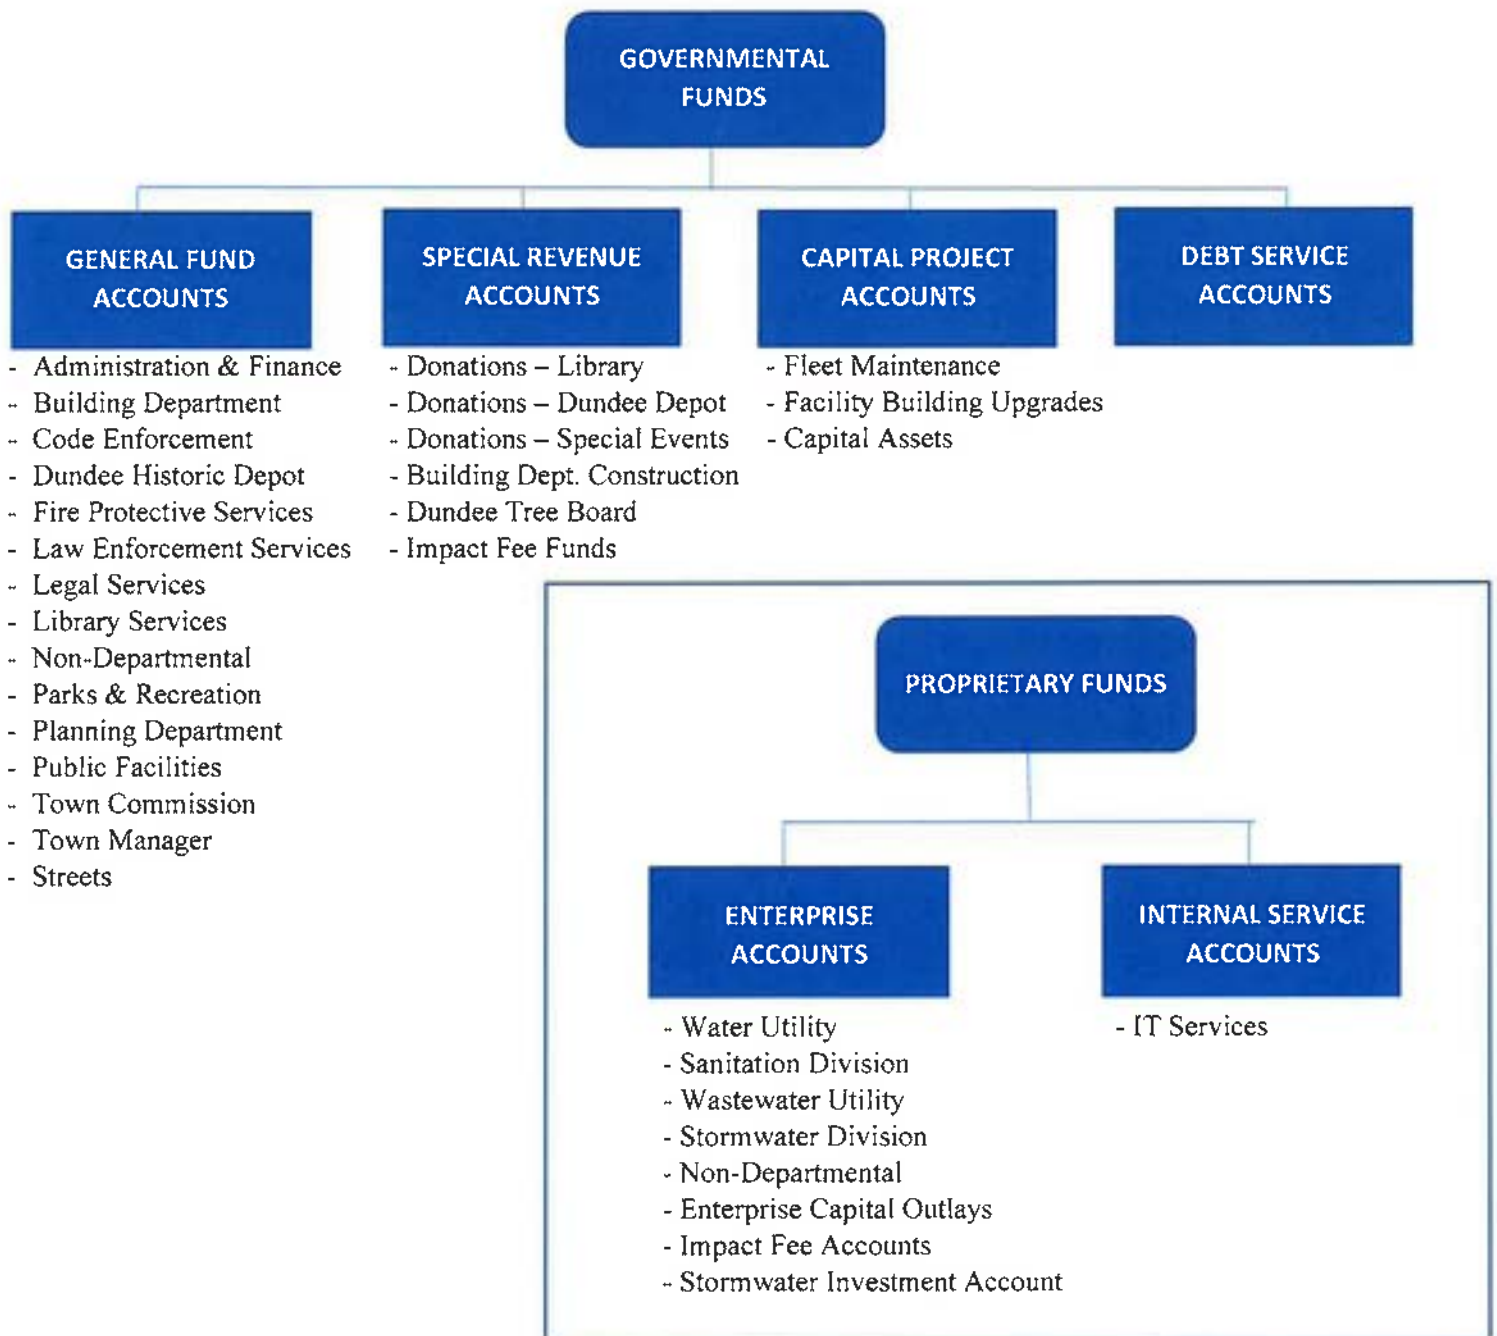 GOVERNMENTAL
FUNDS
GENERAL FUND
ACCOUNTS
- Administration & Finance
- Building Department
- Code Enforcement
- Dundee Historic Depot
- Fire Protective Services
- Law Enforcement Services
- Legal Services
- Library Services
- Non-Departmental
- Parks & Recreation
- Planning Department
- Public Facilities
- Town Commission
- Town Manager
- Streets
SPECIAL REVENUE
ACCOUNTS
- Donations – Library
- Donations – Dundee Depot
- Donations – Special Events
- Building Dept. Construction
- Dundee Tree Board
- Impact Fee Funds
CAPITAL PROJECT
ACCOUNTS
- Fleet Maintenance
- Facility Building Upgrades
- Capital Assets
DEBT SERVICE
ACCOUNTS
PROPRIETARY FUNDS
ENTERPRISE
ACCOUNTS
- Water Utility
- Sanitation Division
- Wastewater Utility
- Stormwater Division
- Non-Departmental
- Enterprise Capital Outlays
- Impact Fee Accounts
- Stormwater Investment Account
INTERNAL SERVICE
ACCOUNTS
- IT Services